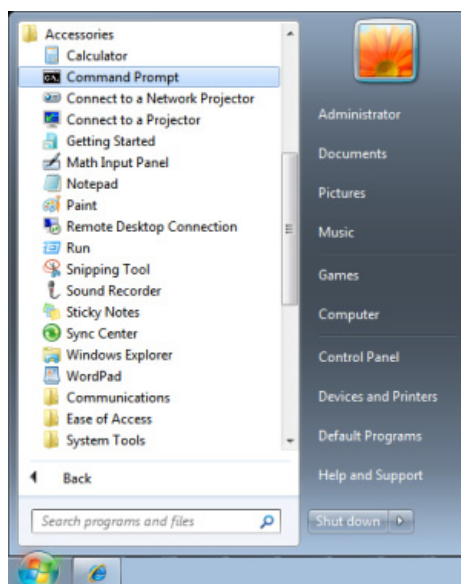 Accessories
Calculator
Command Prompt
Connect to a Network Projector
Connect to a Projector
Getting Started
Math Input Panel
Notepad
Paint
Remote Desktop Connection
Run
Snipping Tool
Sound Recorder
Sticky Notes
Sync Center
Windows Explorer
WordPad
Communications
Ease of Access
System Tools
Back
Search programs and files
Administrator
Documents
Pictures
Music
Games
Computer
Control Panel
Devices and Printers
Default Programs
Help and Support
Shut down